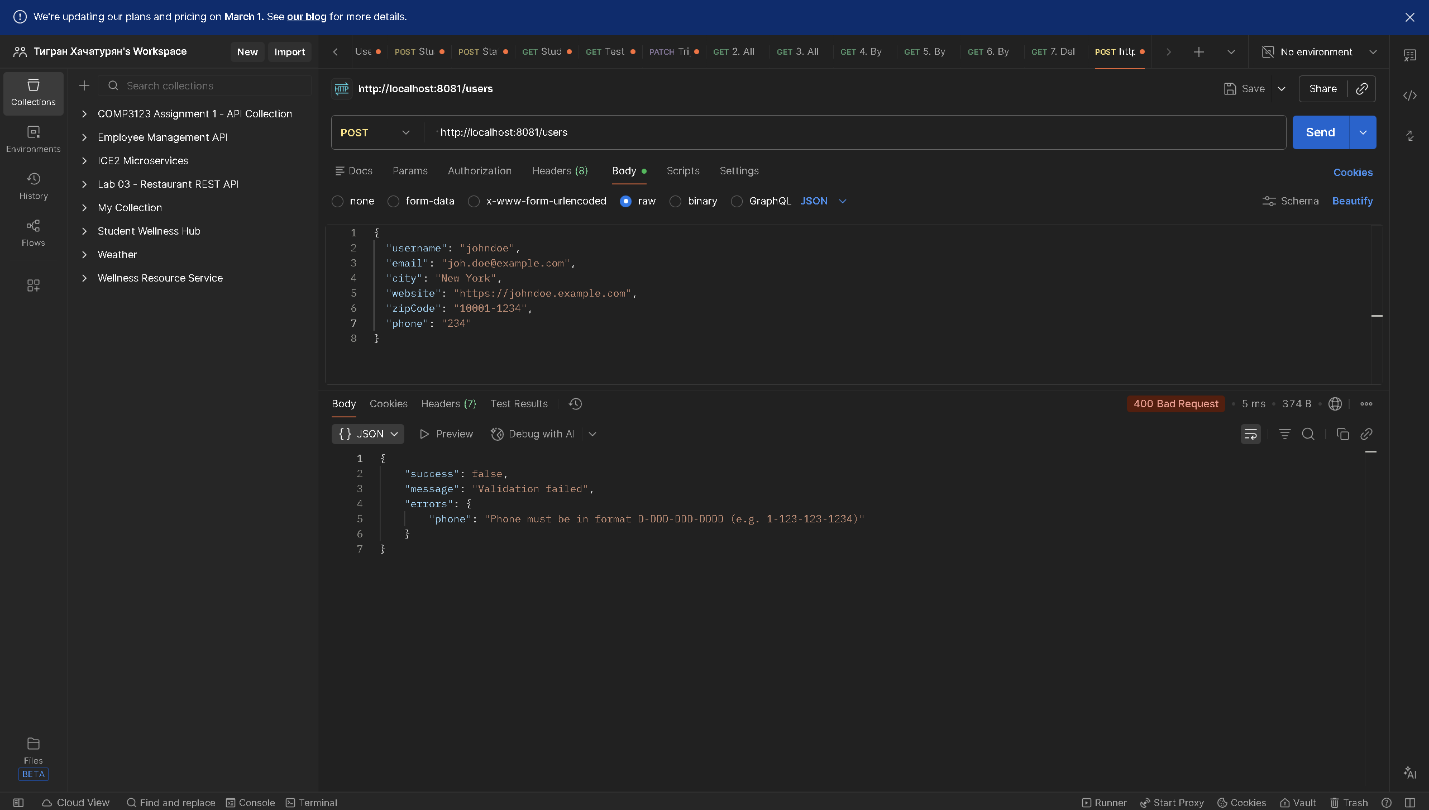 We're updating our plans and pricing on March 1. See our blog for more details.
Тигран Хачатурян's Workspace
New
Import
Use
POST Stu
POST Sta
GET Stud
GET Test
PATCH Tri
GET 2. All
GET 3. All
GET 4. By
GET 5. By
GET 6. By
GET 7. Del
POST http
No environment
Collections
Environments
History
Flows
Files
BETA
Search collections
COMP3123 Assignment 1 - API Collection
Employee Management API
ICE2 Microservices
Lab 03 - Restaurant REST API
My Collection
Student Wellness Hub
Weather
Wellness Resource Service
HTTP
http://localhost:8081/users
Save
Share
POST
http://localhost:8081/users
Send
Docs
Params
Authorization
Headers (8)
Body
Scripts
Settings
Cookies
none
form-data
x-www-form-urlencoded
raw
binary
GraphQL
JSON
Schema
Beautify
1 {
2 "username": "johndoe",
3 "email": "joh.doe@example.com",
4 "city": "New York",
5 "website": "https://johndoe.example.com",
6 "zipCode": "10001-1234",
7 "phone": "234"
8 }
Body
Cookies
Headers (7)
Test Results
400 Bad Request
5 ms
374 B
{} JSON
Preview
Debug with AI
1 {
2 "success": false,
3 "message": "Validation failed",
4 "errors": {
5 "phone": "Phone must be in format D-DDD-DDD-DDDD (e.g. 1-123-123-1234)"
6 }
7 }
AI
Cloud View
Find and replace
Console
Terminal
Runner
Start Proxy
Cookies
Vault
Trash